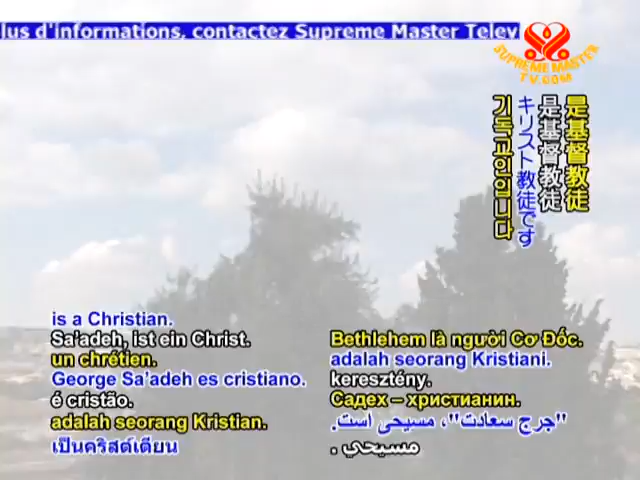 lus d'informations, contactez Supreme Master Telev
SUPREME MASTER
TV.COM
是基督教徒
是基督教徒
キリスト教徒です
기독교인입니다
is a Christian.
Sa'adeh, ist ein Christ.
un chrétien.
George Sa'adeh es cristiano.
é cristão.
adalah seorang Kristian.
เป็นคริสต์เตียน
Bethlehem là người Cơ Đốc.
adalah seorang Kristiani.
keresztény.
Садех – христианин.
"جرج سعادت"، مسیحی است.
مسيحي .